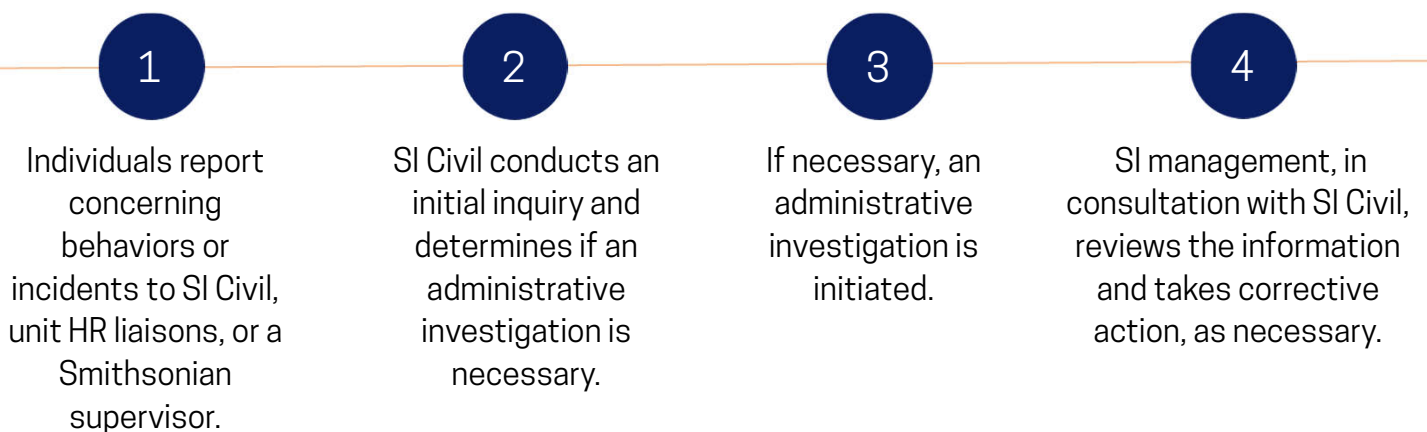 1
Individuals report
concerning
behaviors or
incidents to SI Civil,
unit HR liaisons, or a
Smithsonian
supervisor.
2
SI Civil conducts an
initial inquiry and
determines if an
administrative
investigation is
necessary.
3
If necessary, an
administrative
investigation is
initiated.
4
SI management, in
consultation with SI Civil,
reviews the information
and takes corrective
action, as necessary.